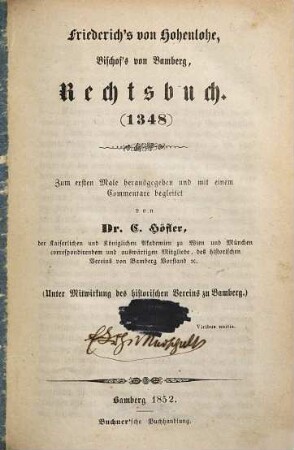 Friederich's von Hohenlohe,
Bischof's von Bamberg,
Rechtsbuch.
(1348)
Zum ersten Male herausgegeben und mit einem
Commentare begleitet
von
Dr. C. Höfler,
der Kaiserlichen und Königlichen Akademien zu Wien und München
correspondirendem und auswärtigem Mitgliede, des historischen
Vereins von Bamberg Vorstand ꝛc.
(Unter Mitwirkung des historischen Vereins zu Bamberg.)
Bamberg 1852.
Buchner'sche Buchhandlung.